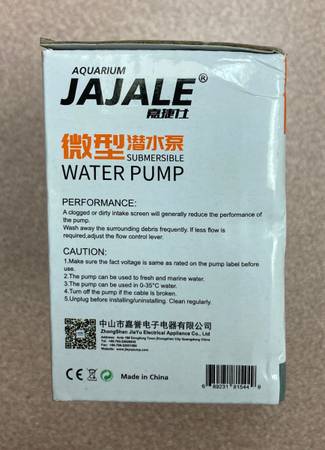 AQUARIUM
JAJALE®
嘉捷仕
微型潜水泵
SUBMERSIBLE
WATER PUMP
PERFORMANCE:
A clogged or dirty intake screen will generally reduce the performance of
the pump.
Wash away the surrounding debris frequently. If less flow is
required,adjust the flow control lever.
CAUTION:
1.Make sure the fact voltage is same as rated on the pump label before
use.
2.The pump can be used to fresh and marine water.
3.The pump can be used in 0-35°C water.
4.Turn off the pump if the cable is broken.
5.Unplug before installing/uninstalling. Clean regularly.
中山市嘉誉电子电器有限公司
ZhongShan JiaYu Electronic Electrical Appliance Co.,Ltd
CE
Made in China
6 89231 81544